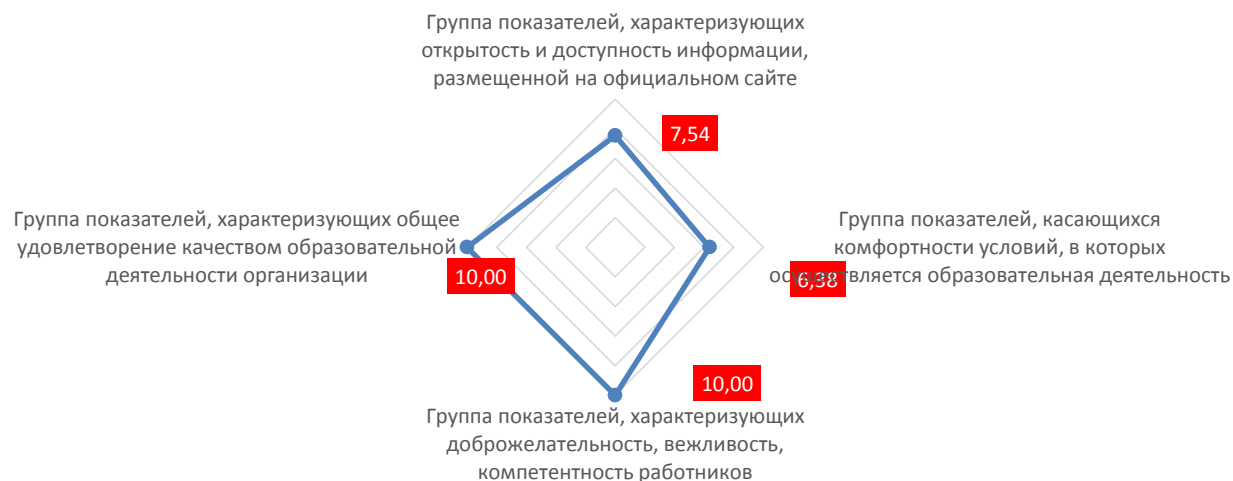 Группа показателей, характеризующих
открытость и доступность информации,
размещенной на официальном сайте
7,54
Группа показателей, характеризующих общее
удовлетворение качеством образовательной
деятельности организации
10,00
Группа показателей, касающихся
комфортности условий, в которых
осуществляется образовательная деятельность
6,38
10,00
Группа показателей, характеризующих
доброжелательность, вежливость,
компетентность работников